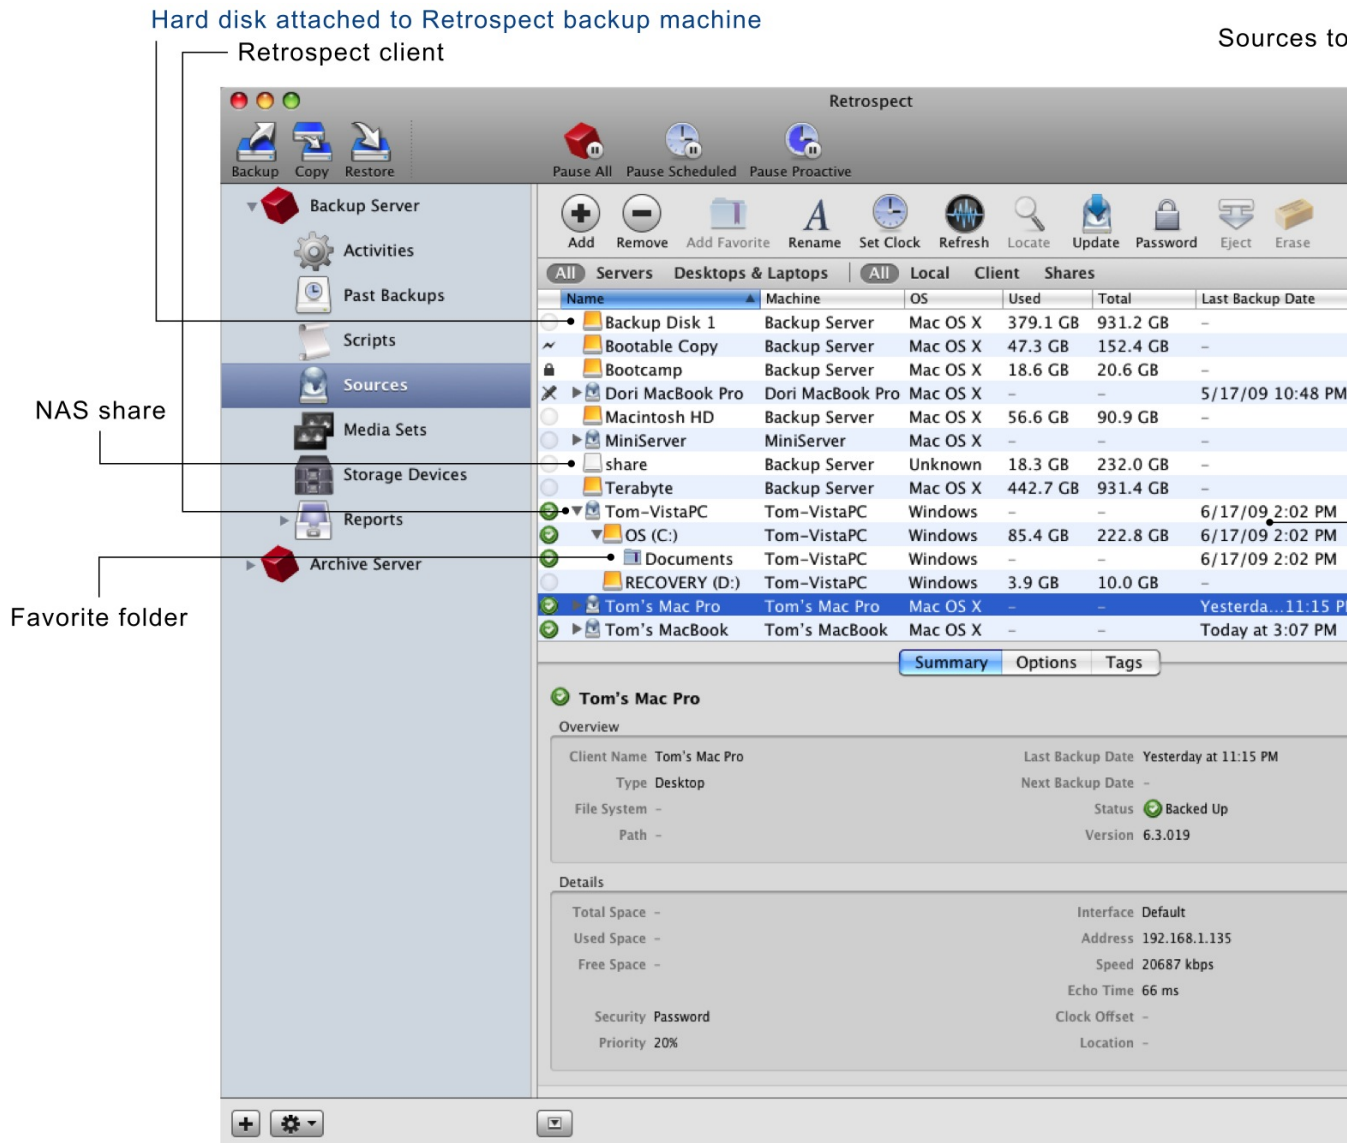 Hard disk attached to Retrospect backup machine
Retrospect client
Sources to
Retrospect
Backup Copy Restore
Pause All Pause Scheduled Pause Proactive
Backup Server
Activities
Past Backups
Scripts
Sources
Media Sets
Storage Devices
Reports
Archive Server
NAS share
Favorite folder
Add Remove Add Favorite Rename Set Clock Refresh Locate Update Password Eject Erase
All Servers Desktops & Laptops All Local Client Shares
Name Machine OS Used Total Last Backup Date
Backup Disk 1 Backup Server Mac OS X 379.1 GB 931.2 GB –
Bootable Copy Backup Server Mac OS X 47.3 GB 152.4 GB –
Bootcamp Backup Server Mac OS X 18.6 GB 20.6 GB –
Dori MacBook Pro Dori MacBook Pro Mac OS X – – 5/17/09 10:48 PM
Macintosh HD Backup Server Mac OS X 56.6 GB 90.9 GB –
MiniServer MiniServer Mac OS X – – –
share Backup Server Unknown 18.3 GB 232.0 GB –
Terabyte Backup Server Mac OS X 442.7 GB 931.4 GB –
Tom-VistaPC Tom-VistaPC Windows – – 6/17/09 2:02 PM
OS (C:) Tom-VistaPC Windows 85.4 GB 222.8 GB 6/17/09 2:02 PM
Documents Tom-VistaPC Windows – – 6/17/09 2:02 PM
RECOVERY (D:) Tom-VistaPC Windows 3.9 GB 10.0 GB –
Tom's Mac Pro Tom's Mac Pro Mac OS X – – Yesterda...11:15 P
Tom's MacBook Tom's MacBook Mac OS X – – Today at 3:07 PM
Summary Options Tags
Tom's Mac Pro
Overview
Client Name Tom's Mac Pro Last Backup Date Yesterday at 11:15 PM
Type Desktop Next Backup Date –
File System – Status Backed Up
Path – Version 6.3.019
Details
Total Space – Interface Default
Used Space – Address 192.168.1.135
Free Space – Speed 20687 kbps
Echo Time 66 ms
Security Password Clock Offset –
Priority 20% Location –